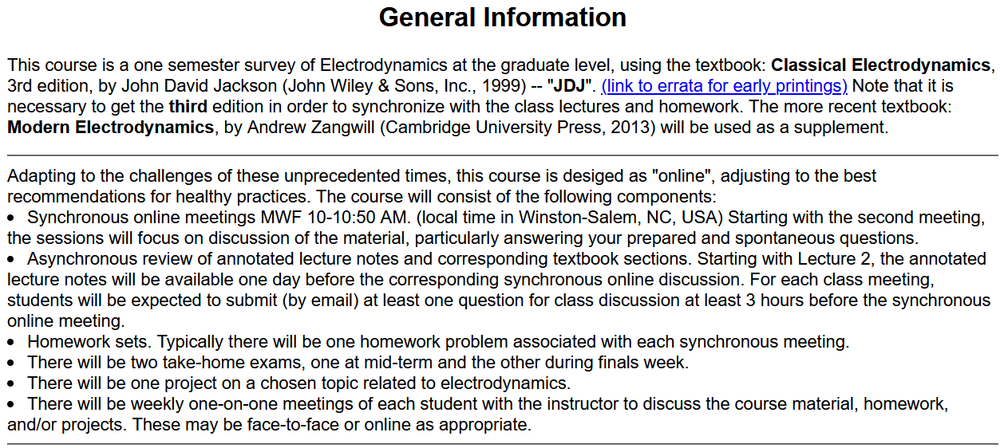 General Information
This course is a one semester survey of Electrodynamics at the graduate level, using the textbook: Classical Electrodynamics,
3rd edition, by John David Jackson (John Wiley & Sons, Inc., 1999) -- "JDJ". (link to errata for early printings) Note that it is
necessary to get the third edition in order to synchronize with the class lectures and homework. The more recent textbook:
Modern Electrodynamics, by Andrew Zangwill (Cambridge University Press, 2013) will be used as a supplement.
Adapting to the challenges of these unprecedented times, this course is desiged as "online", adjusting to the best
recommendations for healthy practices. The course will consist of the following components:
• Synchronous online meetings MWF 10-10:50 AM. (local time in Winston-Salem, NC, USA) Starting with the second meeting,
the sessions will focus on discussion of the material, particularly answering your prepared and spontaneous questions.
• Asynchronous review of annotated lecture notes and corresponding textbook sections. Starting with Lecture 2, the annotated
lecture notes will be available one day before the corresponding synchronous online discussion. For each class meeting,
students will be expected to submit (by email) at least one question for class discussion at least 3 hours before the synchronous
online meeting.
• Homework sets. Typically there will be one homework problem associated with each synchronous meeting.
• There will be two take-home exams, one at mid-term and the other during finals week.
• There will be one project on a chosen topic related to electrodynamics.
• There will be weekly one-on-one meetings of each student with the instructor to discuss the course material, homework,
and/or projects. These may be face-to-face or online as appropriate.